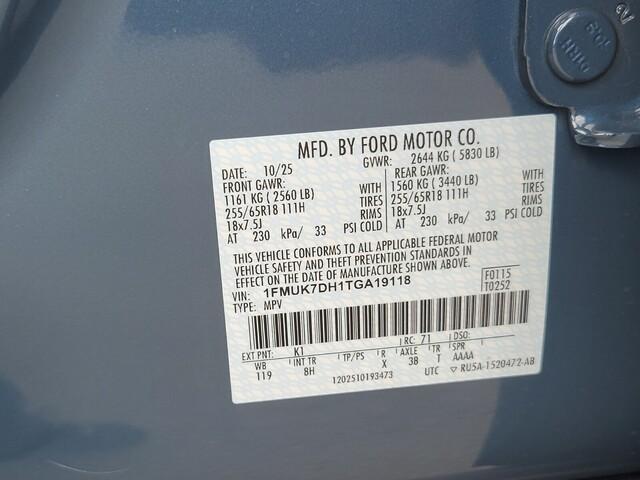 MFD. BY FORD MOTOR CO.
DATE: 10/25 GVWR: 2644 KG ( 5830 LB)
FRONT GAWR: REAR GAWR:
1161 KG ( 2560 LB) WITH 1560 KG ( 3440 LB) WITH
255/65R18 111H TIRES 255/65R18 111H TIRES
18x7.5J RIMS 18x7.5J RIMS
AT 230 kPa/ 33 PSI COLD AT 230 kPa/ 33 PSI COLD
THIS VEHICLE CONFORMS TO ALL APPLICABLE FEDERAL MOTOR
VEHICLE SAFETY AND THEFT PREVENTION STANDARDS IN
EFFECT ON THE DATE OF MANUFACTURE SHOWN ABOVE.
VIN: 1FMUK7DH1TGA19118 F0115
TYPE: MPV T0252
EXT PNT: K1 RC: 71 DSO:
WB INT TR TP/PS R AXLE TR SPR
119 8H X 38 T AAAA
1202510193473 UTC ▽ RU5A-1520472-AB